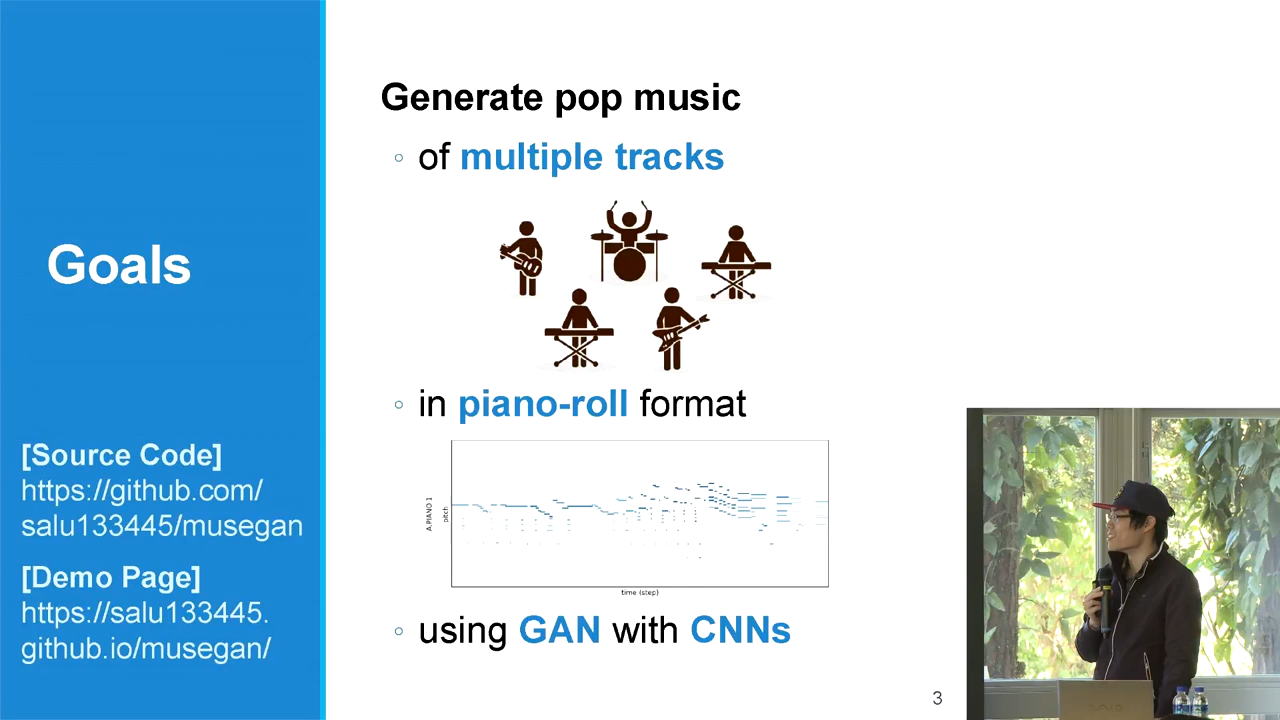 Generate pop music
of multiple tracks
Goals
in piano-roll format
[Source Code]
https://github.com/
salu133445/musegan
[Demo Page]
https://salu133445.
github.io/musegan/
A.PIANO 1
pitch
time (step)
using GAN with CNNs
3
VAIO